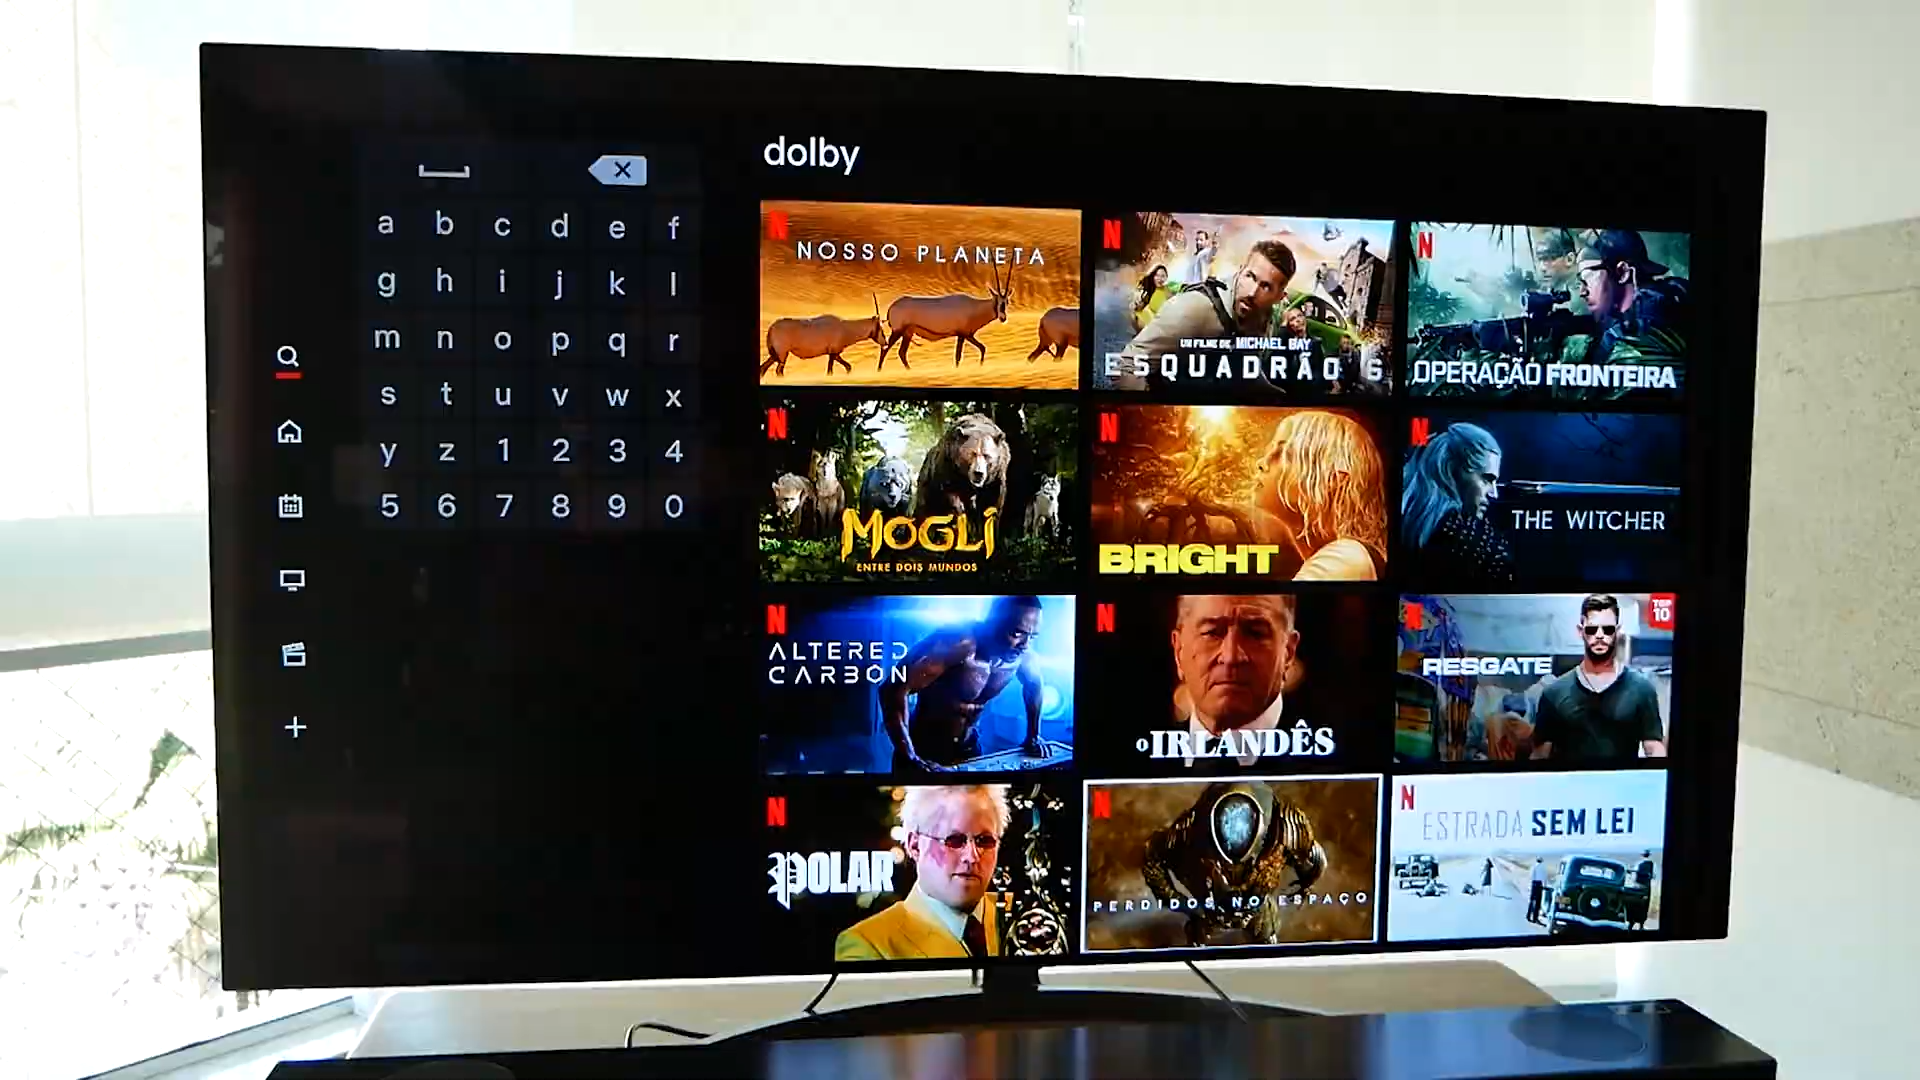 dolby
a b c d e f
g h i j k l
m n o p q r
s t u v w x
y z 1 2 3 4
5 6 7 8 9 0
N
NOSSO PLANETA
N
UM FILME DE MICHAEL BAY
ESQUADRÃO 6
N
OPERAÇÃO FRONTEIRA
N
MOGLI
ENTRE DOIS MUNDOS
N
BRIGHT
N
THE WITCHER
N
ALTERED
CARBON
N
O IRLANDÊS
N
TOP
10
RESGATE
N
POLAR
N
PERDIDOS NO ESPAÇO
N
ESTRADA SEM LEI